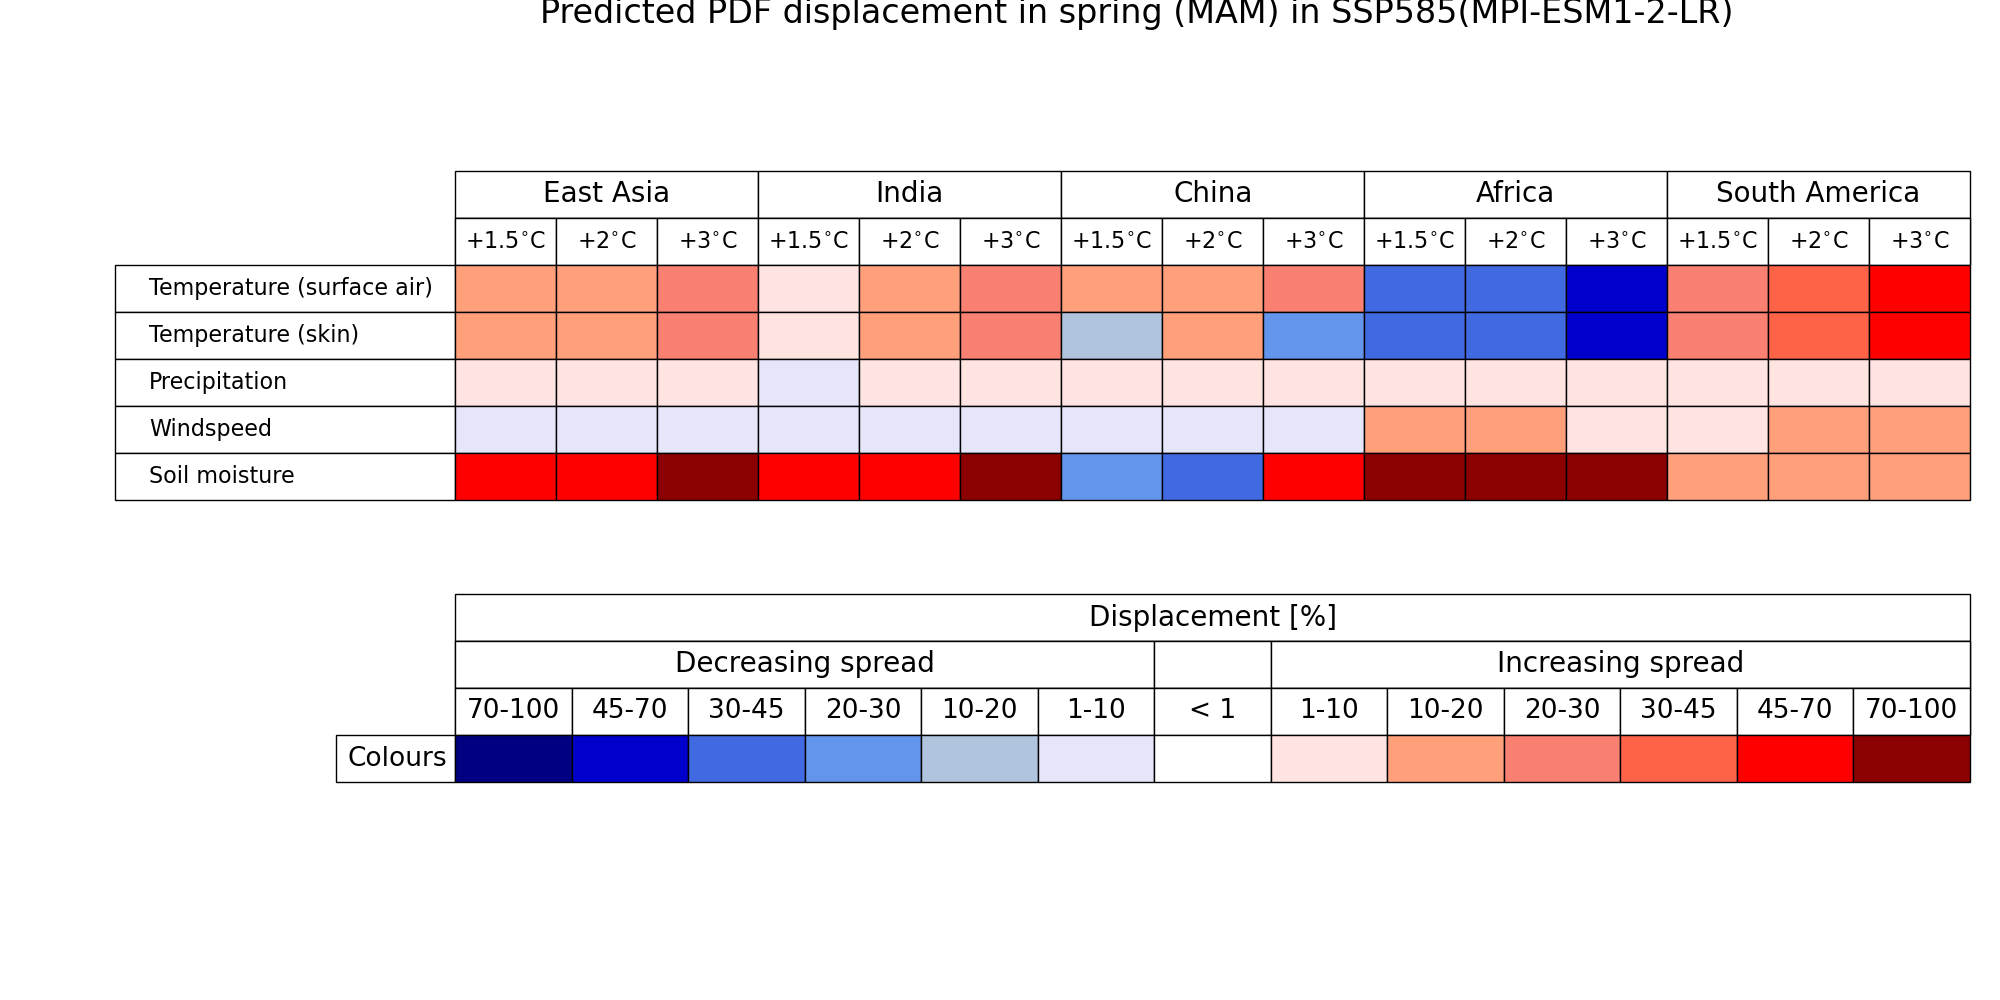 Predicted PDF displacement in spring (MAM) in SSP585(MPI-ESM1-2-LR)
East Asia India China Africa South America
+1.5°C +2°C +3°C +1.5°C +2°C +3°C +1.5°C +2°C +3°C +1.5°C +2°C +3°C +1.5°C +2°C +3°C
Temperature (surface air)
Temperature (skin)
Precipitation
Windspeed
Soil moisture
Displacement [%]
Decreasing spread Increasing spread
70-100 45-70 30-45 20-30 10-20 1-10 < 1 1-10 10-20 20-30 30-45 45-70 70-100
Colours